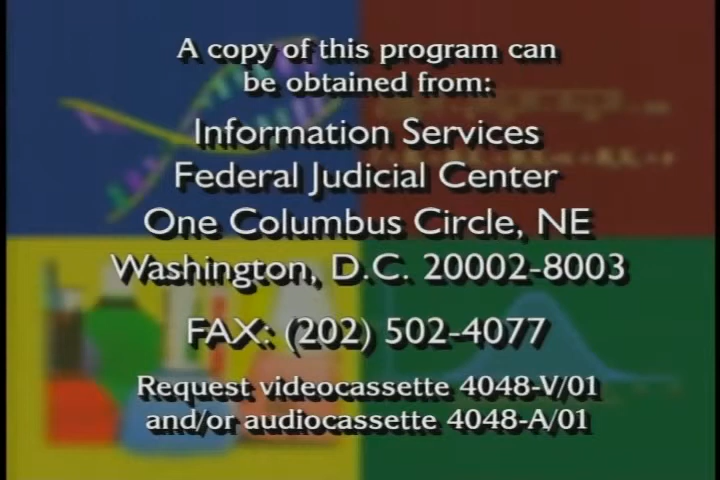 A copy of this program can
be obtained from:
Information Services
Federal Judicial Center
One Columbus Circle, NE
Washington, D.C. 20002-8003
FAX: (202) 502-4077
Request videocassette 4048-V/01
and/or audiocassette 4048-A/01